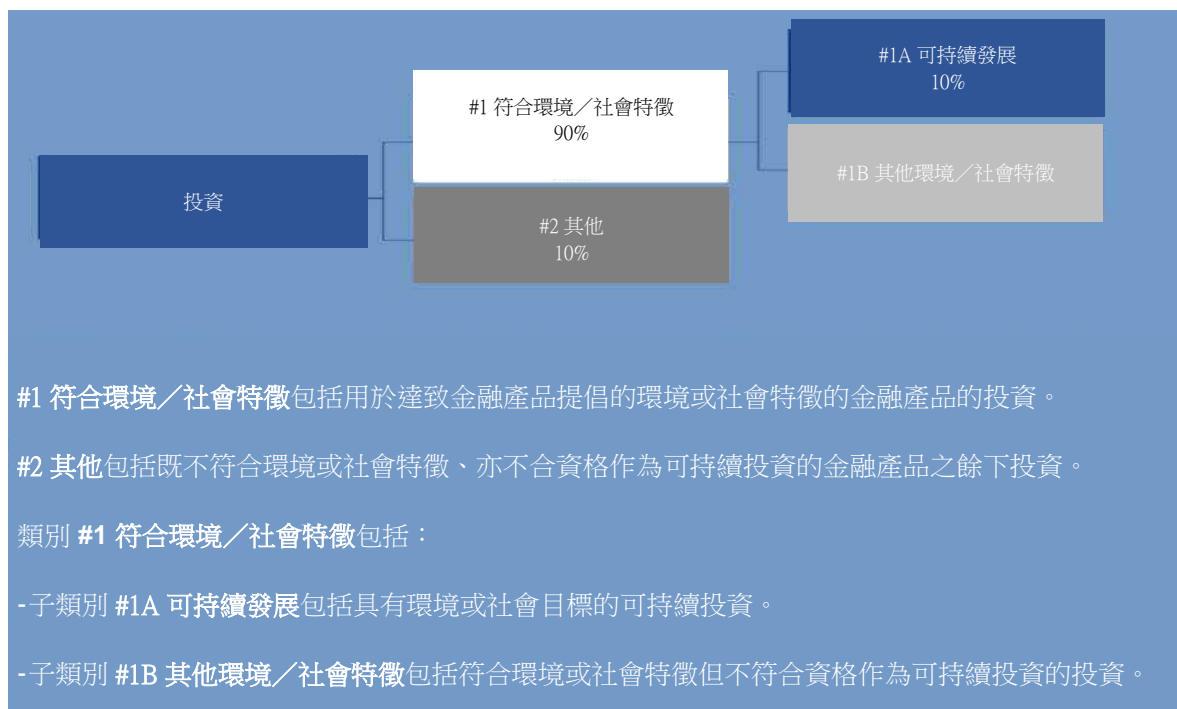 #1A 可持續發展
10%
#1 符合環境／社會特徵
90%
#1B 其他環境／社會特徵
投資
#2 其他
10%
#1 符合環境／社會特徵包括用於達致金融產品提倡的環境或社會特徵的金融產品的投資。
#2 其他包括既不符合環境或社會特徵、亦不合資格作為可持續投資的金融產品之餘下投資。
類別 #1 符合環境／社會特徵包括：
-子類別 #1A 可持續發展包括具有環境或社會目標的可持續投資。
-子類別 #1B 其他環境／社會特徵包括符合環境或社會特徵但不符合資格作為可持續投資的投資。